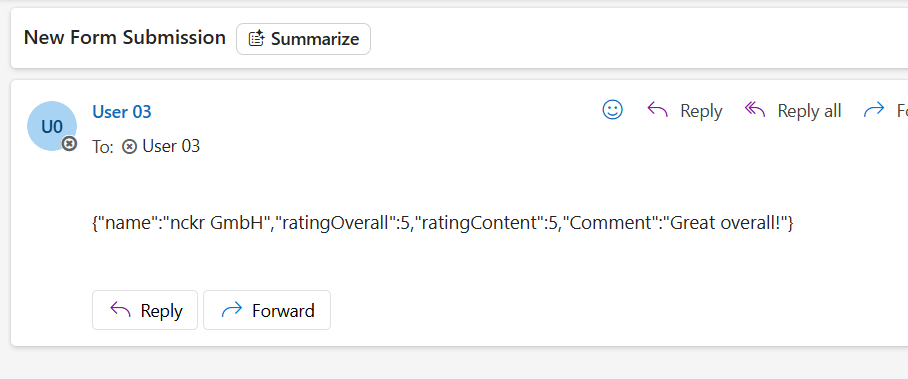 New Form Submission Summarize
U0 User 03 Reply Reply all
To: User 03
{"name":"nckr GmbH","ratingOverall":5,"ratingContent":5,"Comment":"Great overall!"}
Reply Forward